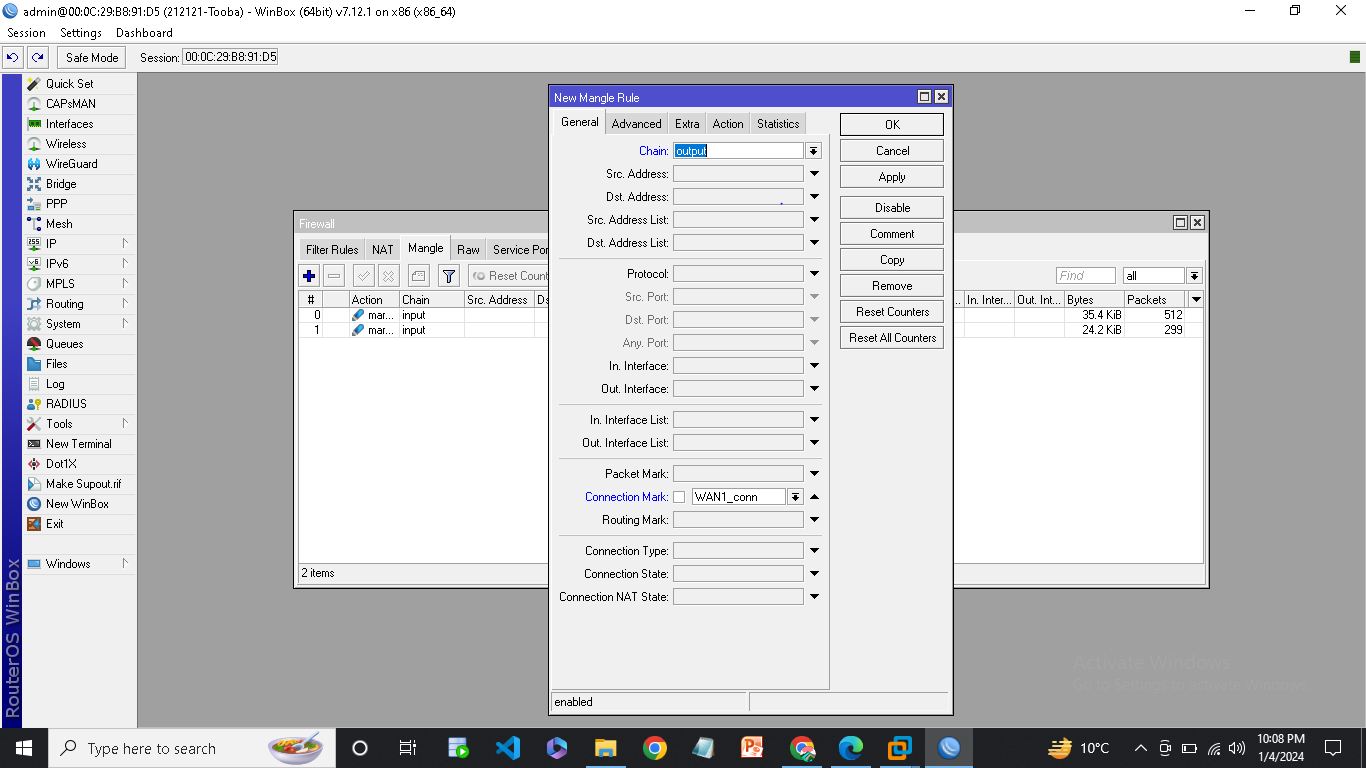 admin@00:0C:29:B8:91:D5 (212121-Tooba) - WinBox (64bit) v7.12.1 on x86 (x86_64)
Session Settings Dashboard
Safe Mode Session: 00:0C:29:B8:91:D5
Quick Set
CAPsMAN
Interfaces
Wireless
WireGuard
Bridge
PPP
Mesh
IP
IPv6
MPLS
Routing
System
Queues
Files
Log
RADIUS
Tools
New Terminal
Dot1X
Make Supout.rif
New WinBox
Exit
Windows
RouterOS WinBox
Firewall
Filter Rules NAT Mangle Raw Service Por
Reset Count
Find all
# Action Chain Src. Address Ds .. In. Inter... Out. Int... Bytes Packets
0 mar... input 35.4 KiB 512
1 mar... input 24.2 KiB 299
2 items
New Mangle Rule
General Advanced Extra Action Statistics
Chain: output
Src. Address:
Dst. Address:
Src. Address List:
Dst. Address List:
Protocol:
Src. Port:
Dst. Port:
Any. Port:
In. Interface:
Out. Interface:
In. Interface List:
Out. Interface List:
Packet Mark:
Connection Mark: WAN1_conn
Routing Mark:
Connection Type:
Connection State:
Connection NAT State:
enabled
OK
Cancel
Apply
Disable
Comment
Copy
Remove
Reset Counters
Reset All Counters
Activate Windows
Go to Settings to activate Windows.
Type here to search
10°C
10:08 PM
1/4/2024